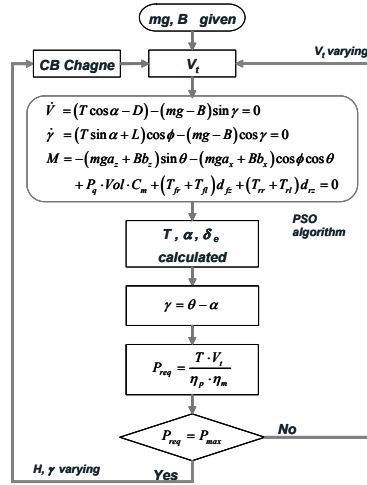 mg, B given
CB Chagne
V_t
V_t varying
V̇ = (T cos α − D) − (mg − B) sin γ = 0
γ̇ = (T sin α + L) cos ϕ − (mg − B) cos γ = 0
M = −(mga_z + Bb_z) sin θ − (mga_x + Bb_x) cos ϕ cos θ
+ P_q · Vol · C_m + (T_fr + T_fl) d_fz + (T_rr + T_rl) d_rz = 0
PSO
algorithm
T , α, δ_e
calculated
γ = θ − α
P_req = T · V_t / η_p · η_m
P_req = P_max
No
H, γ varying
Yes